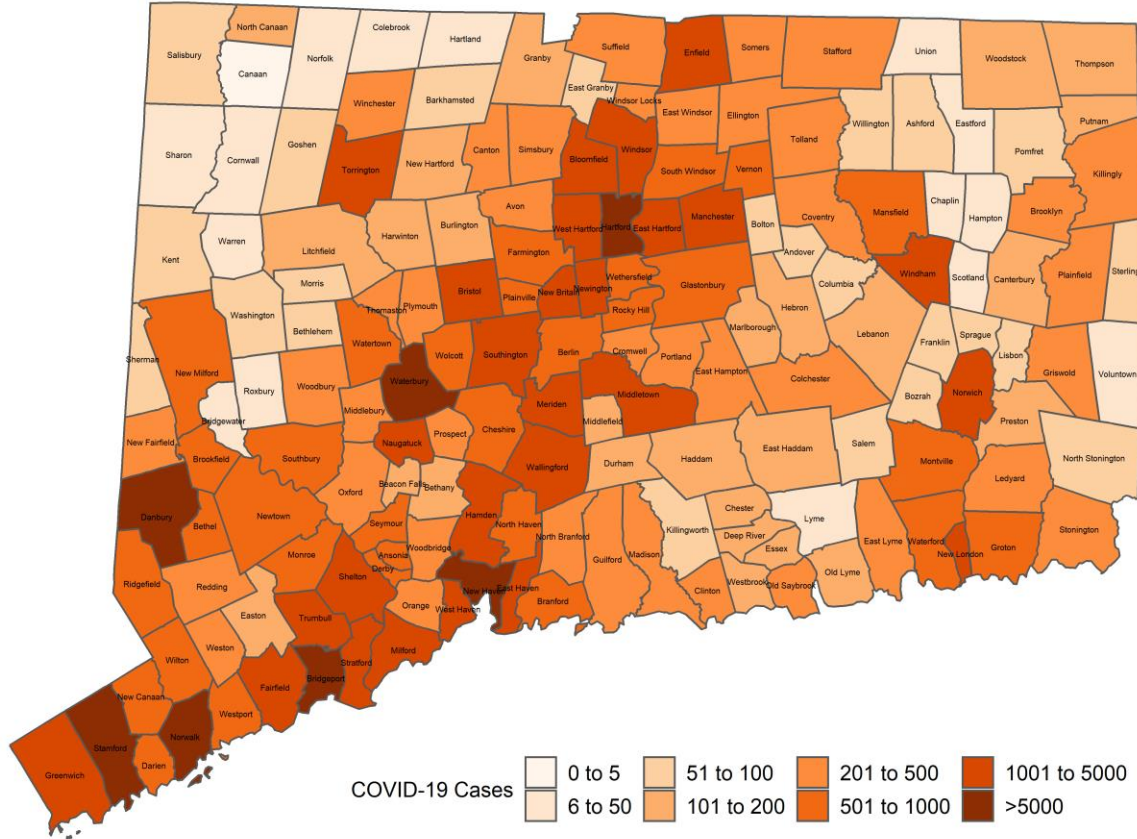 North Canaan
Colebrook
Hartland
Salisbury
Norfolk
Canaan
Granby
Suffield
Enfield
Somers
Stafford
Union
Woodstock
Thompson
East Granby
Windsor Locks
Winchester
Barkhamsted
East Windsor
Ellington
Willington
Ashford
Eastford
Putnam
Sharon
Cornwall
Goshen
Torrington
New Hartford
Canton
Simsbury
Bloomfield
Windsor
South Windsor
Vernon
Tolland
Pomfret
Killingly
Avon
West Hartford
Hartford
East Hartford
Manchester
Bolton
Coventry
Mansfield
Chaplin
Hampton
Brooklyn
Kent
Warren
Litchfield
Harwinton
Burlington
Farmington
Andover
Windham
Scotland
Canterbury
Plainfield
Sterling
Morris
Washington
Bethlehem
Thomaston
Plymouth
Bristol
Plainville
New Britain
Newington
Wethersfield
Rocky Hill
Glastonbury
Marlborough
Hebron
Columbia
Lebanon
Franklin
Sprague
Lisbon
Sherman
New Milford
Roxbury
Woodbury
Watertown
Waterbury
Wolcott
Southington
Berlin
Cromwell
Portland
East Hampton
Colchester
Bozrah
Norwich
Griswold
Voluntown
Preston
Bridgewater
Middlebury
Meriden
Middletown
Middlefield
New Fairfield
Brookfield
Southbury
Naugatuck
Prospect
Cheshire
Wallingford
Durham
Haddam
East Haddam
Salem
Montville
North Stonington
Ledyard
Danbury
Bethel
Newtown
Oxford
Beacon Falls
Bethany
Hamden
North Haven
North Branford
Killingworth
Chester
Deep River
Essex
Lyme
East Lyme
Waterford
New London
Groton
Stonington
Seymour
Ansonia
Derby
Woodbridge
Guilford
Madison
Ridgefield
Redding
Monroe
Shelton
New Haven
East Haven
Branford
Clinton
Westbrook
Old Saybrook
Old Lyme
Easton
Trumbull
Orange
West Haven
Weston
Wilton
Fairfield
Bridgeport
Stratford
Milford
New Canaan
Westport
Greenwich
Stamford
Darien
Norwalk
COVID-19 Cases
0 to 5
51 to 100
201 to 500
1001 to 5000
6 to 50
101 to 200
501 to 1000
>5000